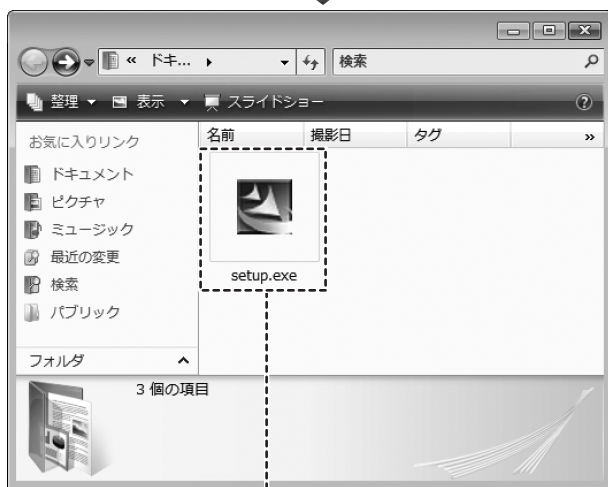 « ドキ...
検索
整理 表示 スライドショー
お気に入りリンク
名前 撮影日 タグ »
ドキュメント
ピクチャ
ミュージック
最近の変更
検索
パブリック
setup.exe
フォルダ
3 個の項目